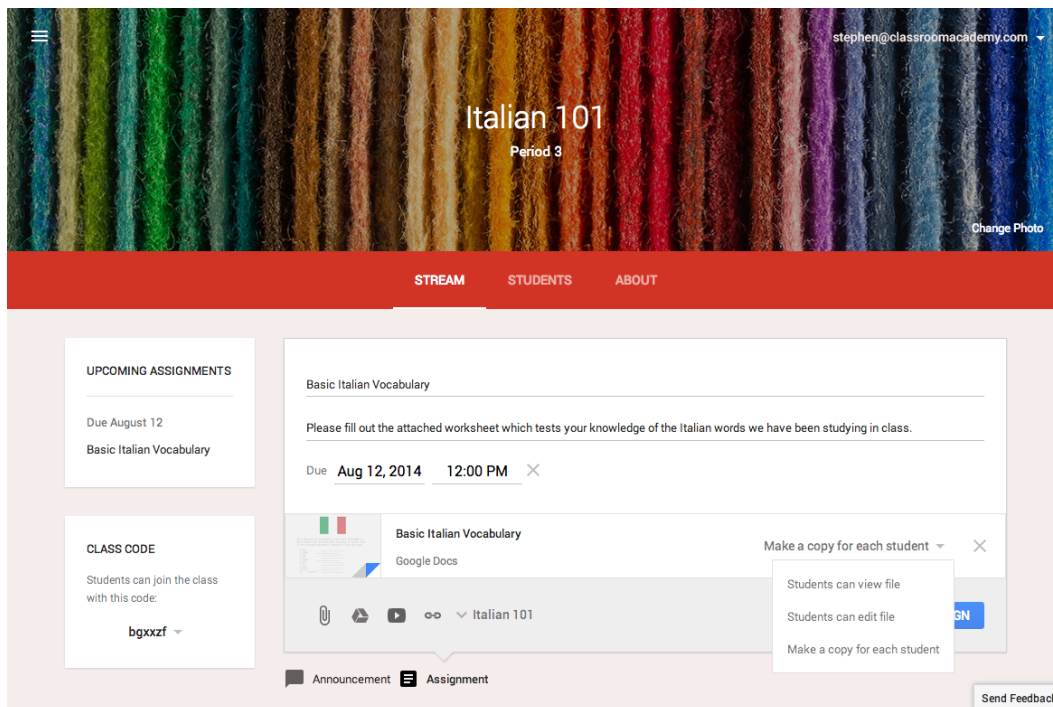 stephen@classroomacademy.com
Italian 101
Period 3
Change Photo
STREAM STUDENTS ABOUT
UPCOMING ASSIGNMENTS
Due August 12
Basic Italian Vocabulary
CLASS CODE
Students can join the class
with this code:
bgxxzf
Basic Italian Vocabulary
Please fill out the attached worksheet which tests your knowledge of the Italian words we have been studying in class.
Due Aug 12, 2014 12:00 PM
Basic Italian Vocabulary
Google Docs
Make a copy for each student
Students can view file
Students can edit file
Make a copy for each student
Italian 101
GN
Announcement Assignment
Send Feedback